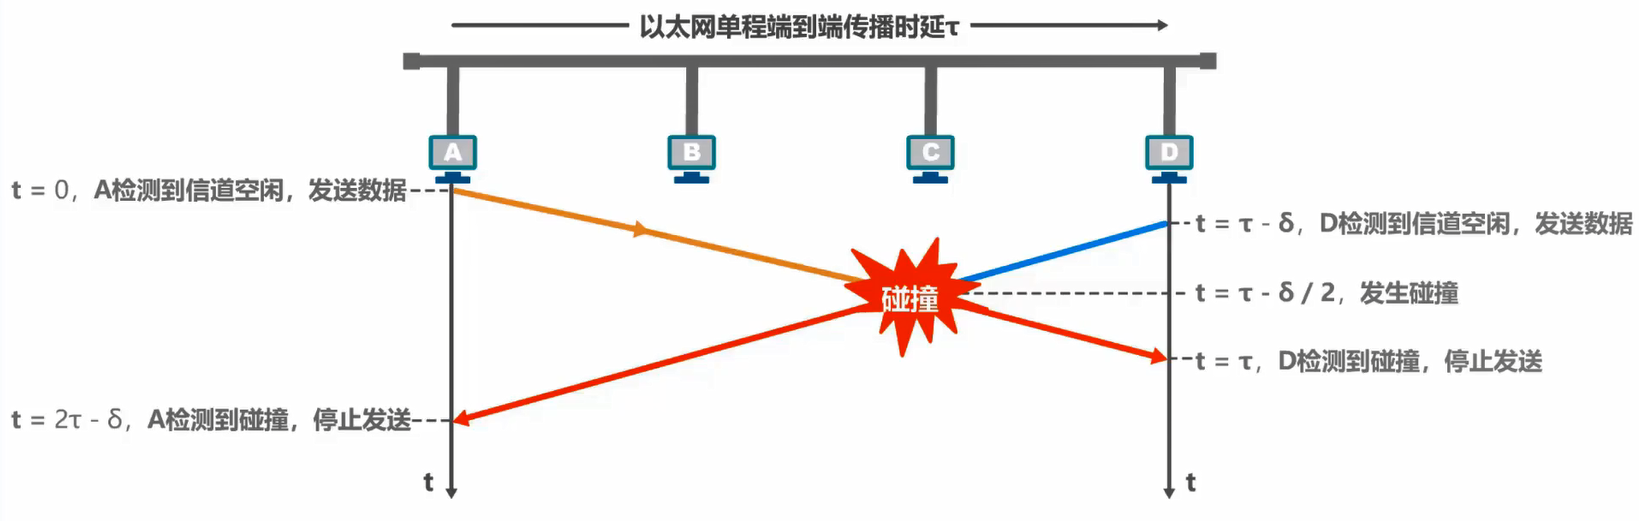 以太网单程端到端传播时延τ
A
B
C
D
t = 0，A检测到信道空闲，发送数据
t = τ - δ，D检测到信道空闲，发送数据
碰撞
t = τ - δ / 2，发生碰撞
t = τ，D检测到碰撞，停止发送
t = 2τ - δ，A检测到碰撞，停止发送
t
t